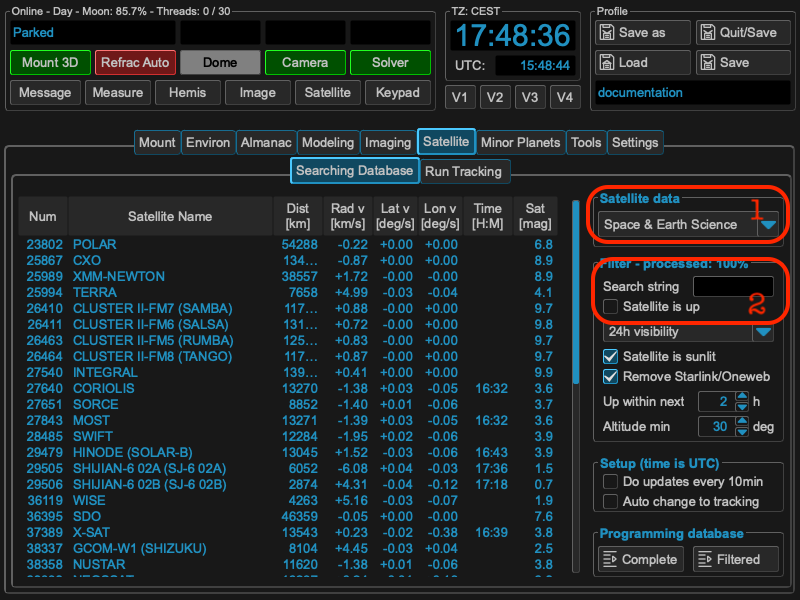 Online - Day - Moon: 85.7% - Threads: 0 / 30
Parked
Mount 3D Refrac Auto Dome Camera Solver
Message Measure Hemis Image Satellite Keypad
TZ: CEST
17:48:36
UTC: 15:48:44
V1 V2 V3 V4
Profile
Save as Quit/Save
Load Save
documentation
Mount Environ Almanac Modeling Imaging Satellite Minor Planets Tools Settings
Searching Database Run Tracking
Num Satellite Name Dist [km] Rad v [km/s] Lat v [deg/s] Lon v [deg/s] Time [H:M] Sat [mag]
23802 POLAR 54288 -0.22 +0.00 +0.00 6.8
25867 CXO 134... -0.87 +0.00 +0.00 8.9
25989 XMM-NEWTON 38557 +1.72 -0.00 -0.00 8.9
25994 TERRA 7658 +4.99 -0.03 -0.04 4.1
26410 CLUSTER II-FM7 (SAMBA) 117... +0.88 -0.00 +0.00 9.7
26411 CLUSTER II-FM6 (SALSA) 131... +0.72 -0.00 +0.00 9.8
26463 CLUSTER II-FM5 (RUMBA) 125... +0.83 -0.00 +0.00 9.7
26464 CLUSTER II-FM8 (TANGO) 117... +0.87 -0.00 +0.00 9.7
27540 INTEGRAL 139... +0.41 +0.00 +0.00 9.9
27640 CORIOLIS 13270 -1.38 +0.03 -0.05 16:32 3.6
27651 SORCE 8852 -1.40 +0.01 -0.06 3.7
27843 MOST 13271 -1.39 +0.03 -0.05 16:32 3.6
28485 SWIFT 12284 -1.95 +0.02 -0.06 3.9
29479 HINODE (SOLAR-B) 13045 +1.52 -0.03 -0.06 16:43 3.9
29505 SHIJIAN-6 02A (SJ-6 02A) 6052 -6.08 +0.04 -0.03 17:36 1.5
29506 SHIJIAN-6 02B (SJ-6 02B) 2874 +4.31 -0.04 -0.12 17:18 0.7
36119 WISE 4263 +5.16 -0.03 -0.07 1.9
36395 SDO 46359 -0.05 +0.00 -0.00 7.6
37389 X-SAT 13543 +0.23 -0.02 -0.38 16:39 3.8
38337 GCOM-W1 (SHIZUKU) 8104 +4.45 -0.03 +0.04 2.5
38358 NUSTAR 11620 -1.38 +0.01 -0.06 3.8
Satellite data
Space & Earth Science
1
Filter - processed: 100%
Search string
Satellite is up
2
24h visibility
Satellite is sunlit
Remove Starlink/Oneweb
Up within next 2 h
Altitude min 30 deg
Setup (time is UTC)
Do updates every 10min
Auto change to tracking
Programming database
Complete Filtered